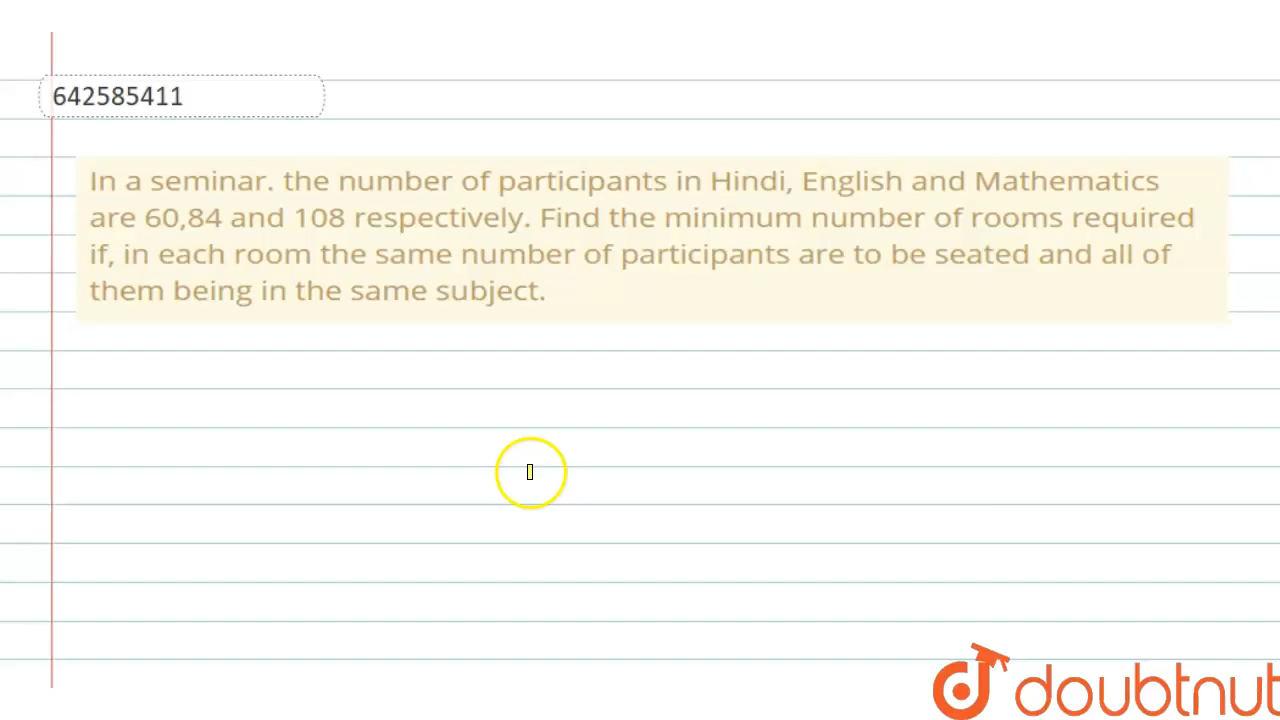 642585411
In a seminar. the number of participants in Hindi, English and Mathematics
are 60,84 and 108 respectively. Find the minimum number of rooms required
if, in each room the same number of participants are to be seated and all of
them being in the same subject.
doubtnut